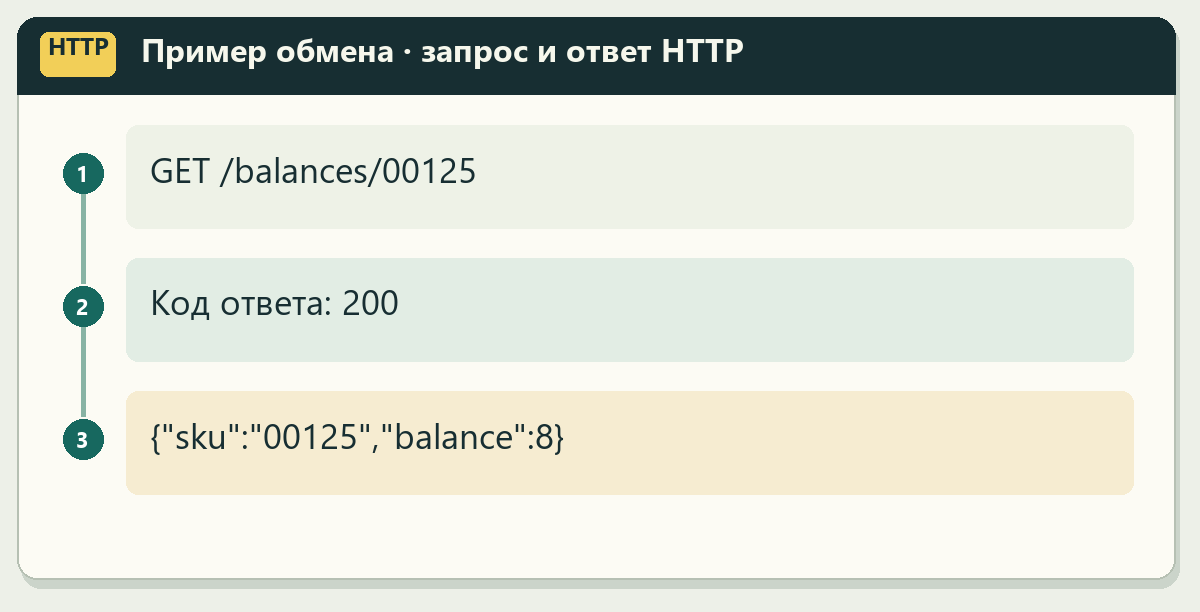 HTTP
Пример обмена · запрос и ответ HTTP
1
GET /balances/00125
2
Код ответа: 200
3
{"sku":"00125","balance":8}